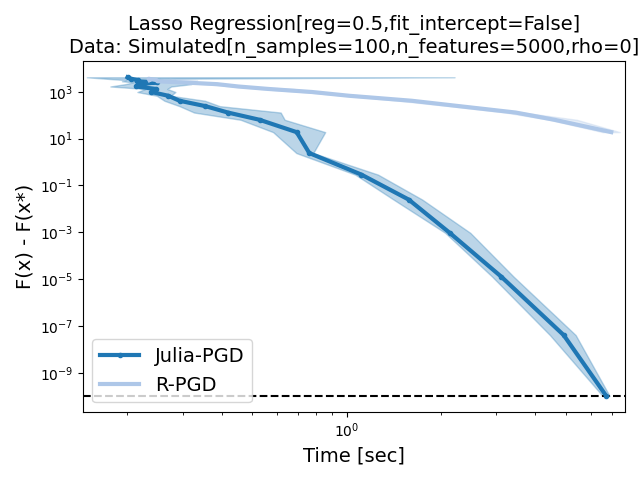 Lasso Regression[reg=0.5,fit_intercept=False]
Data: Simulated[n_samples=100,n_features=5000,rho=0]
F(x) - F(x*)
10³
10¹
10⁻¹
10⁻³
10⁻⁵
10⁻⁷
10⁻⁹
Julia-PGD
R-PGD
10⁰
Time [sec]